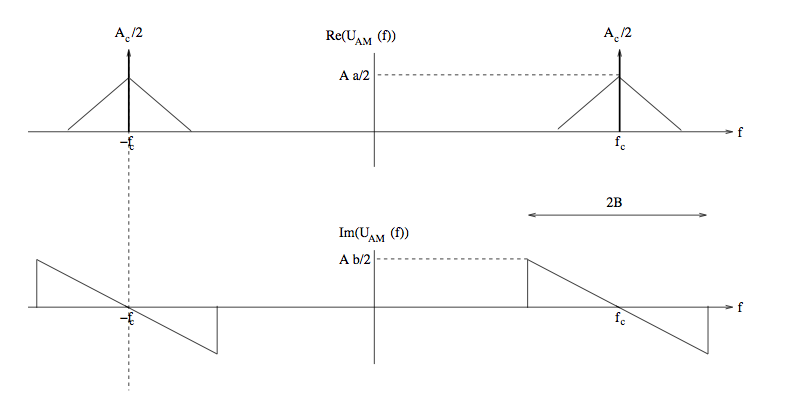 A_c/2
Re(U_AM (f))
A_c/2
A a/2
f
−f_c
f_c
2B
Im(U_AM (f))
A b/2
f
−f_c
f_c